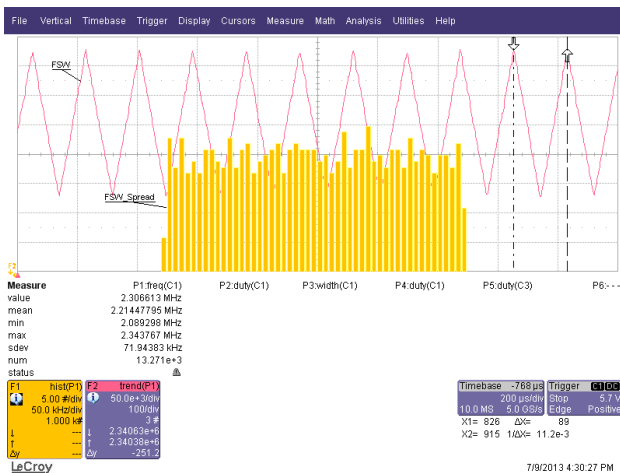 File Vertical Timebase Trigger Display Cursors Measure Math Analysis Utilities Help
FSW
FSW_Spread
F2
Measure P1:freq(C1) P2:duty(C1) P3:width(C1) P4:duty(C1) P5:duty(C3) P6:- - -
value 2.306613 MHz
mean 2.21447795 MHz
min 2.089298 MHz
max 2.343767 MHz
sdev 71.94383 kHz
num 13.271e+3
status
F1 hist(P1)
5.00 #/div
50.0 kHz/div
1.000 k#
↓ ---
↑ ---
Δy ---
F2 trend(P1)
50.0e+3/div
100/div
3 #
↓ 2.34063e+6
↑ 2.34038e+6
Δy -251.2
Timebase -768 µs
200 µs/div
10.0 MS 5.0 GS/s
Trigger C1 DC
Stop 5.7 V
Edge Positive
X1= 826 ΔX= 89
X2= 915 1/ΔX= 11.2e-3
LeCroy
7/9/2013 4:30:27 PM